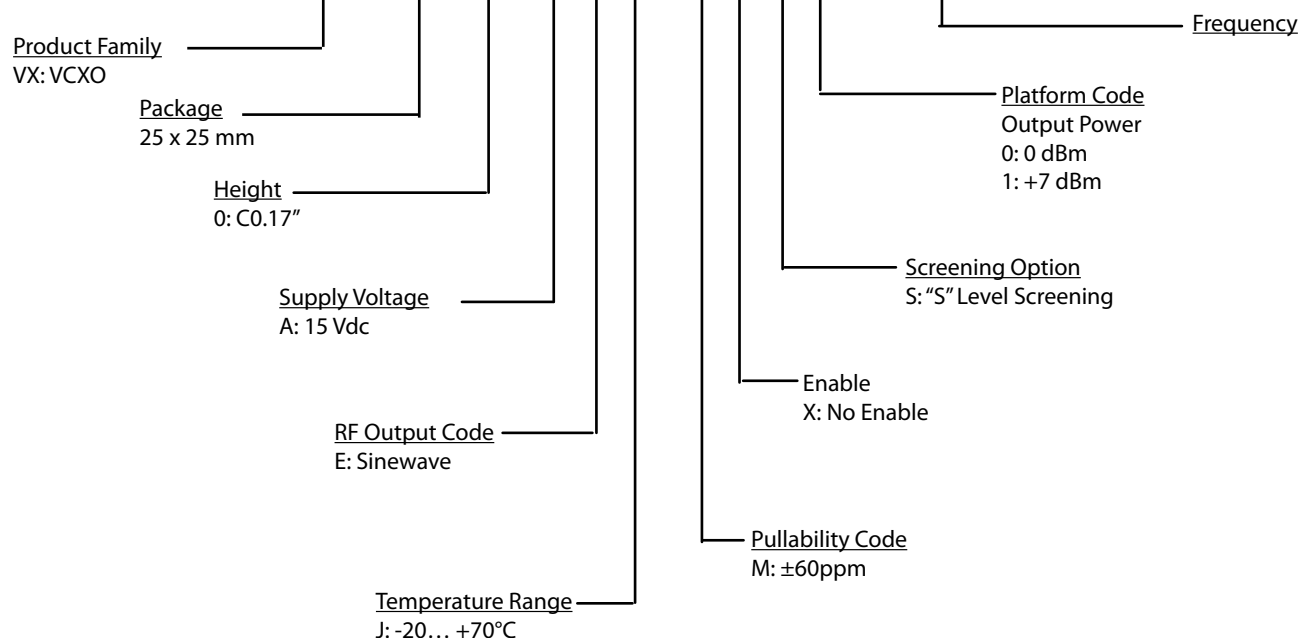 Frequency
Product Family
VX: VCXO
Package
25 x 25 mm
Platform Code
Output Power
0: 0 dBm
1: +7 dBm
Height
0: C0.17”
Screening Option
S: “S” Level Screening
Supply Voltage
A: 15 Vdc
Enable
X: No Enable
RF Output Code
E: Sinewave
Pullability Code
M: ±60ppm
Temperature Range
J: -20… +70°C